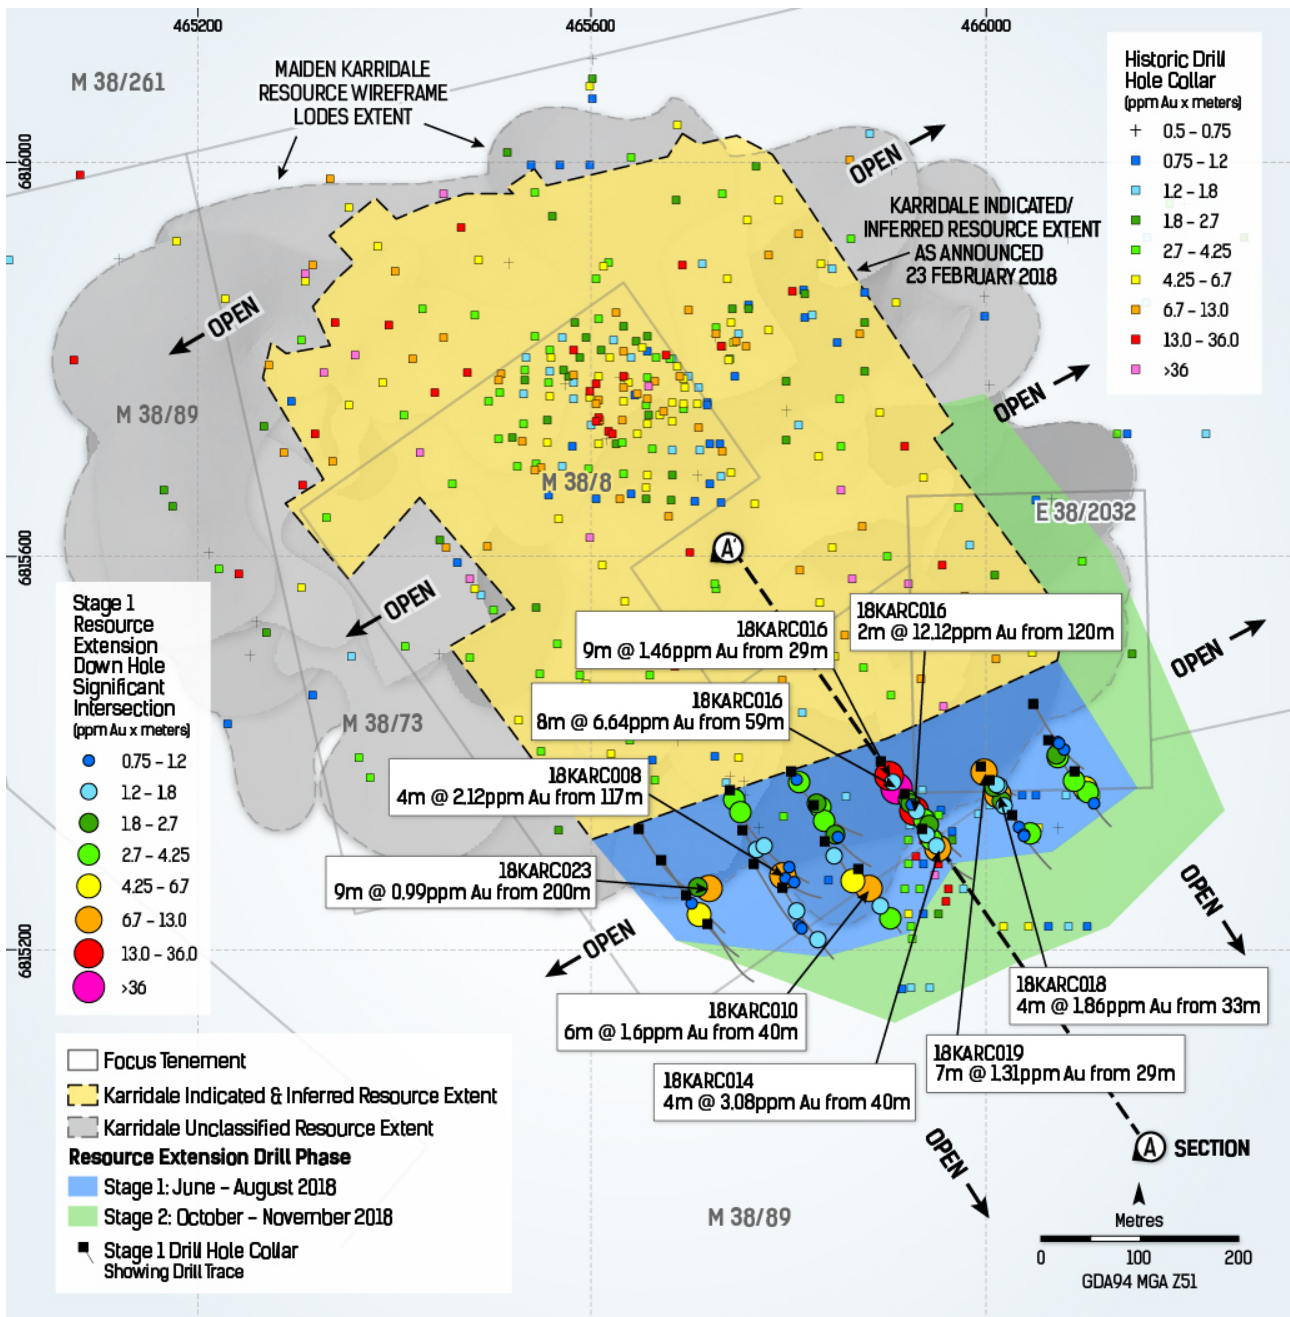 465200
465600
466000
6816000
6815600
6815200
M 38/261
MAIDEN KARRIDALE
RESOURCE WIREFRAME
LODES EXTENT
OPEN
KARRIDALE INDICATED/
INFERRED RESOURCE EXTENT
AS ANNOUNCED
23 FEBRUARY 2018
Historic Drill
Hole Collar
(ppm Au x meters)
0.5 – 0.75
0.75 – 1.2
1.2 – 1.8
1.8 – 2.7
2.7 – 4.25
4.25 – 6.7
6.7 – 13.0
13.0 – 36.0
>36
OPEN
OPEN
M 38/89
M 38/8
E 38/2032
A'
OPEN
OPEN
M 38/73
18KARC016
9m @ 1.46ppm Au from 29m
18KARC016
2m @ 12.12ppm Au from 120m
18KARC016
8m @ 6.64ppm Au from 59m
18KARC008
4m @ 2.12ppm Au from 117m
18KARC023
9m @ 0.99ppm Au from 200m
OPEN
OPEN
18KARC010
6m @ 1.6ppm Au from 40m
18KARC014
4m @ 3.08ppm Au from 40m
18KARC018
4m @ 1.86ppm Au from 33m
18KARC019
7m @ 1.31ppm Au from 29m
OPEN
A SECTION
M 38/89
Stage 1
Resource
Extension
Down Hole
Significant
Intersection
(ppm Au x meters)
0.75 – 1.2
1.2 – 1.8
1.8 – 2.7
2.7 – 4.25
4.25 – 6.7
6.7 – 13.0
13.0 – 36.0
>36
Focus Tenement
Karridale Indicated & Inferred Resource Extent
Karridale Unclassified Resource Extent
Resource Extension Drill Phase
Stage 1: June – August 2018
Stage 2: October – November 2018
Stage 1 Drill Hole Collar
Showing Drill Trace
Metres
0 100 200
GDA94 MGA Z51